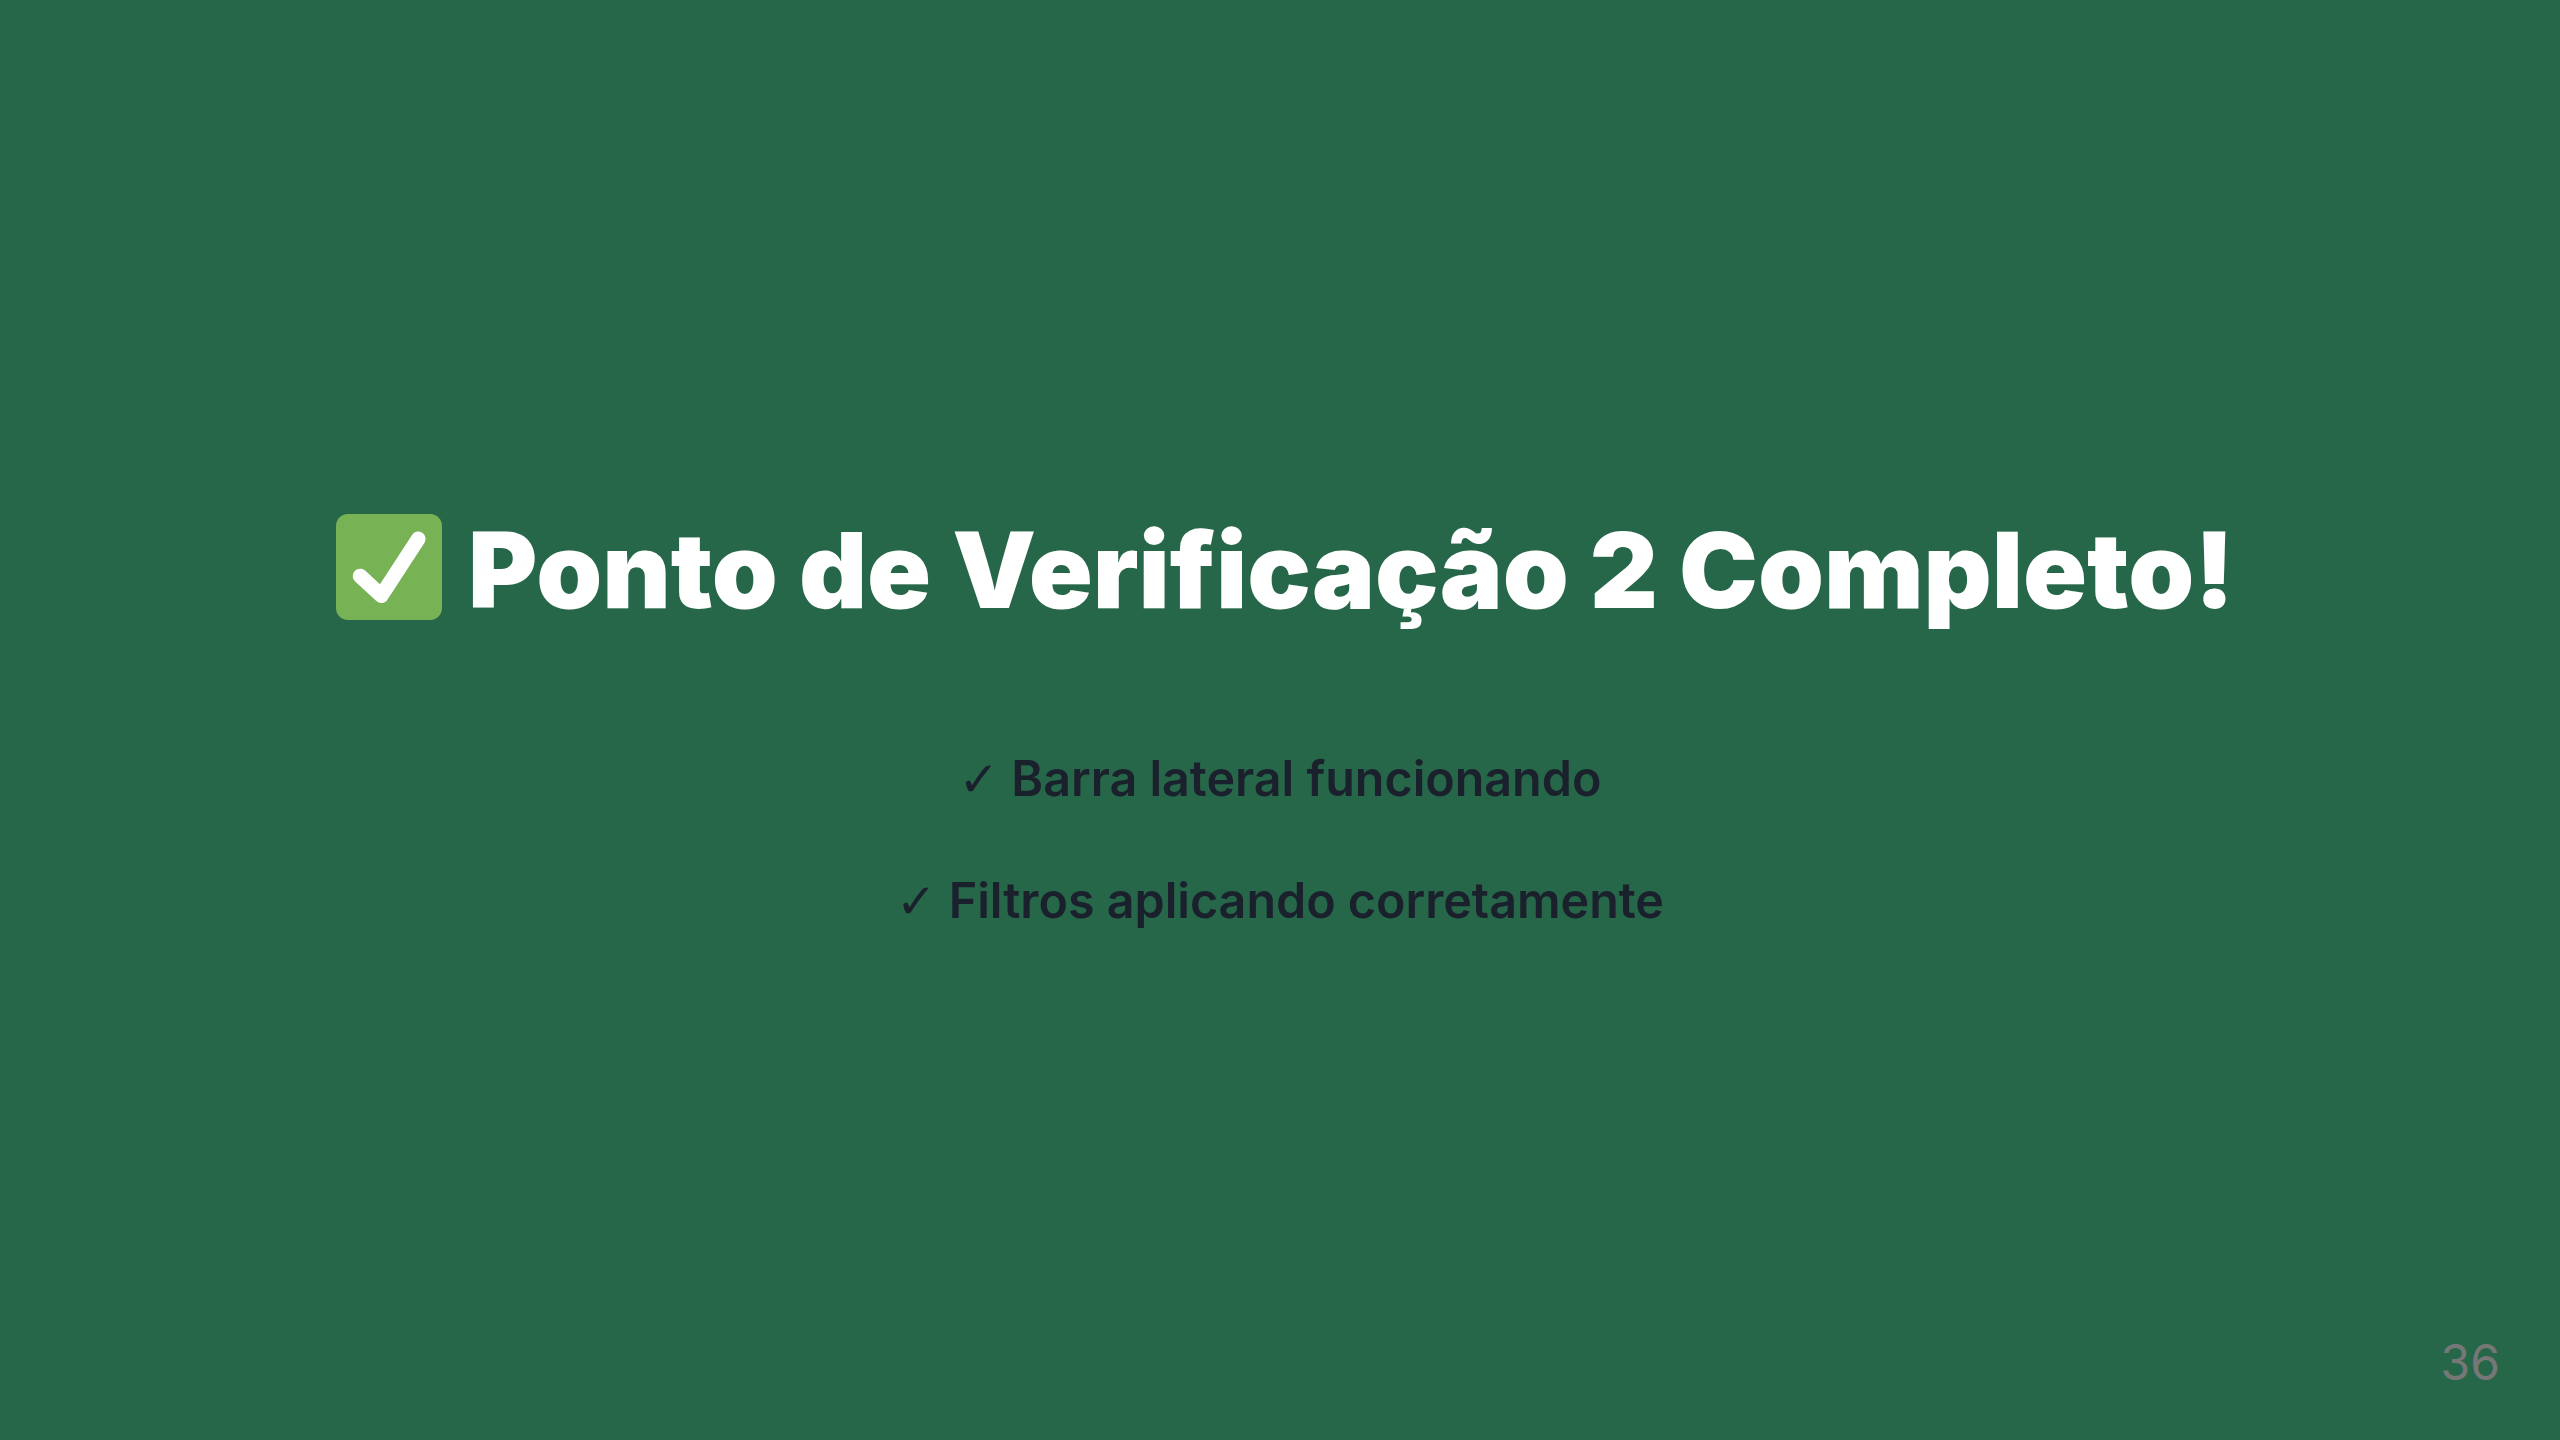 ✅ Ponto de Verificação 2 Completo!
✓ Barra lateral funcionando
✓ Filtros aplicando corretamente
36